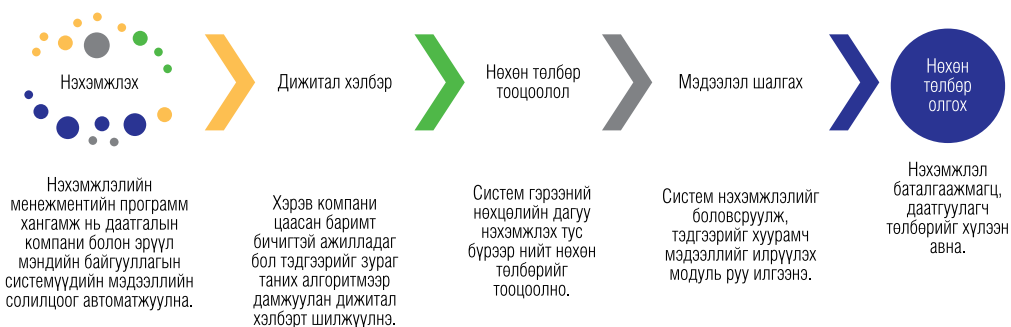 Нэхэмжлэх
Дижитал хэлбэр
Нөхөн төлбөр
тооцоолол
Мэдээлэл шалгах
Нөхөн
төлбөр
олгох
Нэхэмжлэлийн
менежментийн программ
хангамж нь даатгалын
компани болон эрүүл
мэндийн байгууллагын
системүүдийн мэдээллийн
солилцоог автоматжуулна.
Хэрэв компани
цаасан баримт
бичигтэй ажилладаг
бол тэдгээрийг зураг
таних алгоритмээр
дамжуулан дижитал
хэлбэрт шилжүүлнэ.
Систем гэрээний
нөхцөлийн дагуу
нэхэмжлэх тус
бүрээр нийт нөхөн
төлбөрийг
тооцоолно.
Систем нэхэмжлэлийг
боловсруулж,
тэдгээрийг хуурамч
мэдээллийг илрүүлэх
модуль руу илгээнэ.
Нэхэмжлэл
баталгаажмагц,
даатгуулагч
төлбөрийг хүлээн
авна.